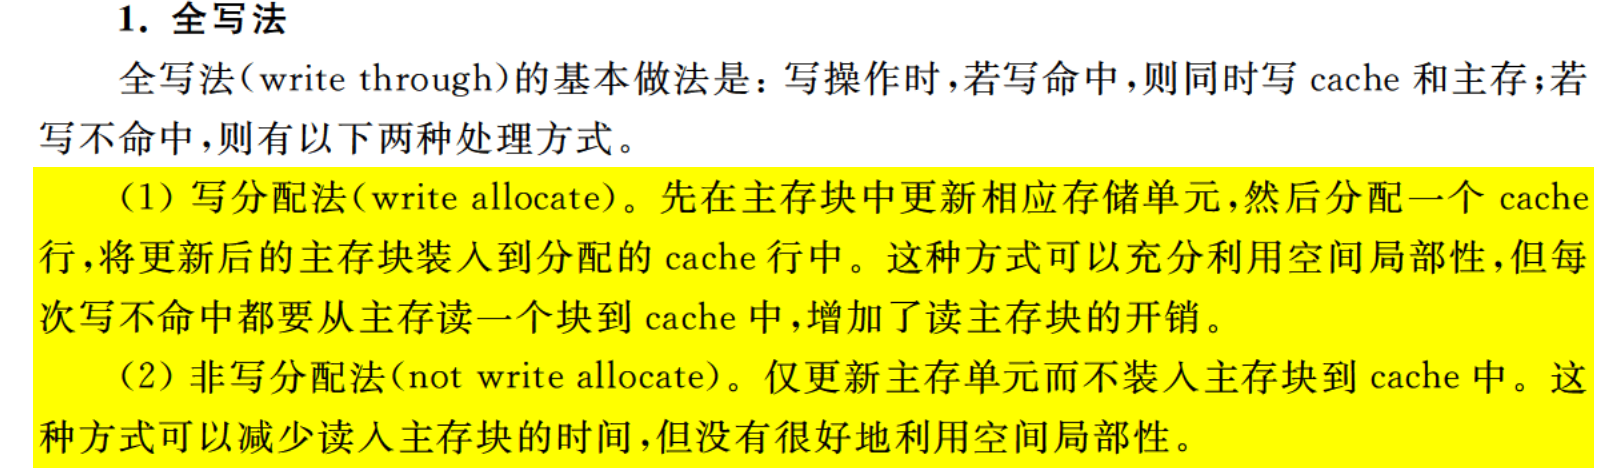 1. 全写法
全写法(write through)的基本做法是：写操作时,若写命中,则同时写 cache 和主存;若
写不命中,则有以下两种处理方式。
(1) 写分配法(write allocate)。先在主存块中更新相应存储单元,然后分配一个 cache
行,将更新后的主存块装入到分配的 cache 行中。这种方式可以充分利用空间局部性,但每
次写不命中都要从主存读一个块到 cache 中,增加了读主存块的开销。
(2) 非写分配法(not write allocate)。仅更新主存单元而不装入主存块到 cache 中。这
种方式可以减少读入主存块的时间,但没有很好地利用空间局部性。